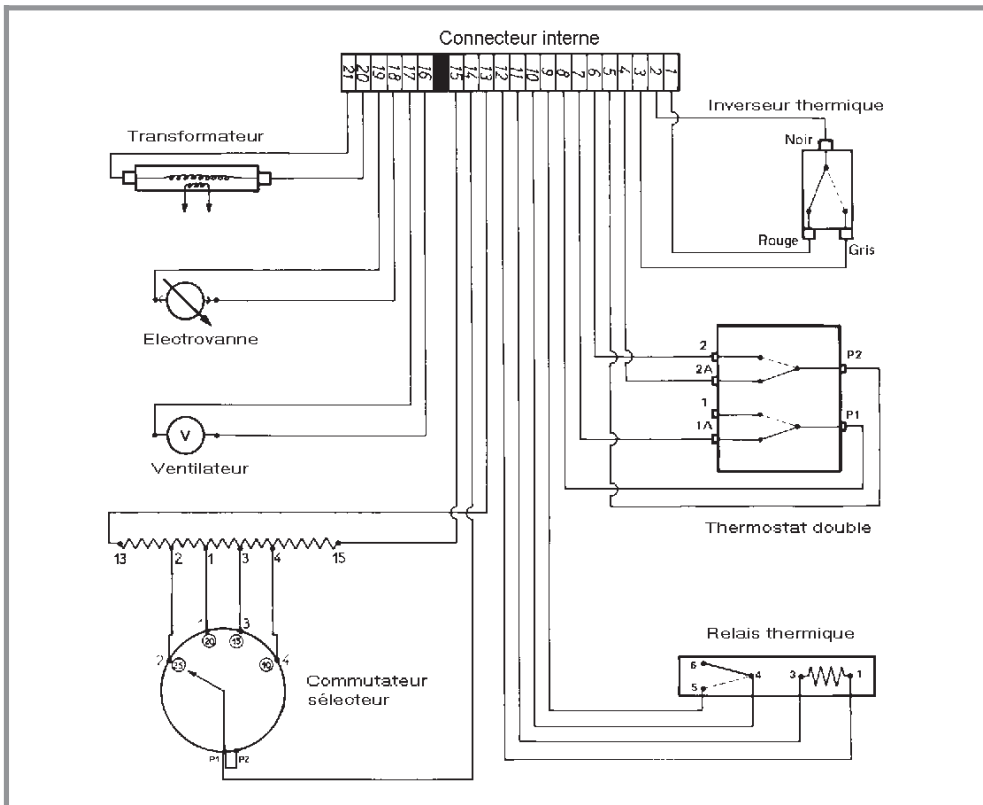 Connecteur interne
21 20 19 18 17 16 15 14 13 12 11 10 9 8 7 6 5 4 3 2 1
Inverseur thermique
Transformateur
Noir
Rouge
Gris
Electrovanne
2
P2
2A
1
P1
1A
V
Ventilateur
Thermostat double
13 2 1 3 4 15
1 3
20 15
2 25 10 4
Relais thermique
6
4 3 1
5
Commutateur
sélecteur
P1 P2